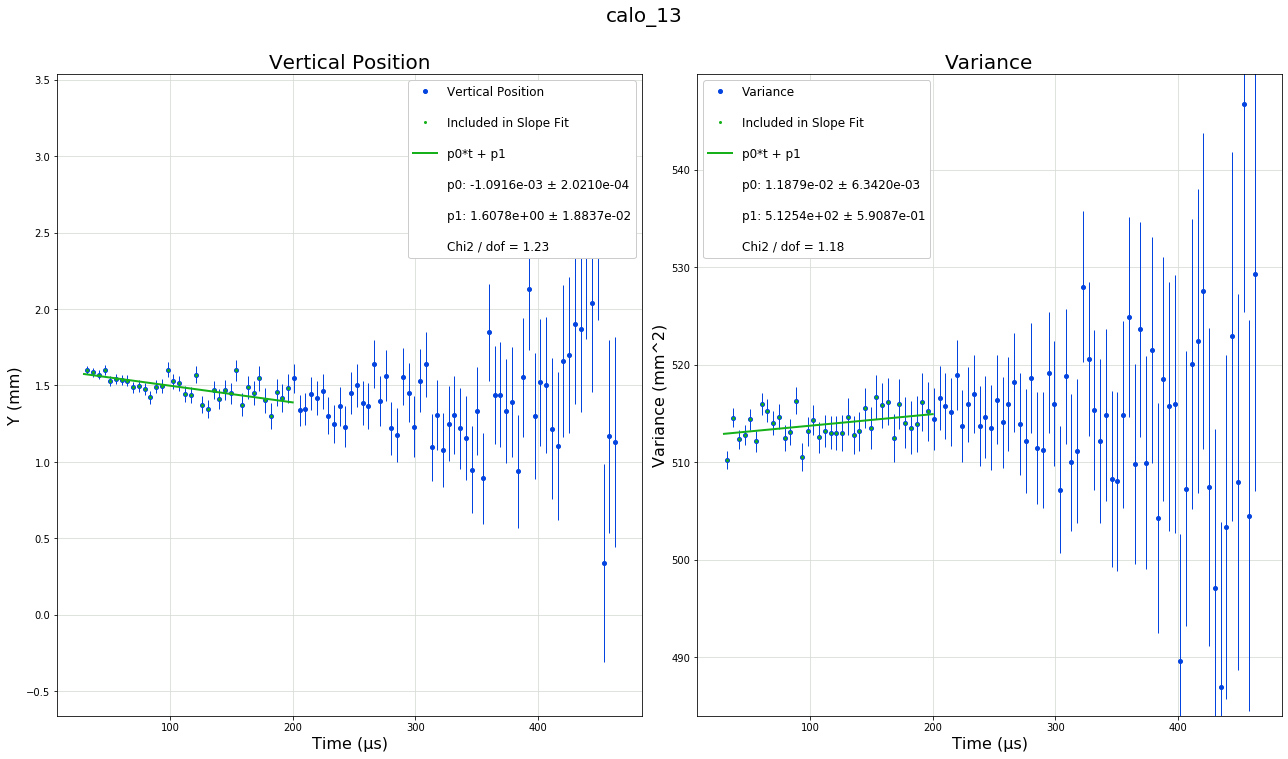 calo_13
Vertical Position
3.5
3.0
2.5
2.0
1.5
1.0
0.5
0.0
−0.5
Y (mm)
100
200
300
400
Time (µs)
Vertical Position
Included in Slope Fit
p0*t + p1
p0: -1.0916e-03 ± 2.0210e-04
p1: 1.6078e+00 ± 1.8837e-02
Chi2 / dof = 1.23
Variance
540
530
520
510
500
490
Variance (mm^2)
100
200
300
400
Time (µs)
Variance
Included in Slope Fit
p0*t + p1
p0: 1.1879e-02 ± 6.3420e-03
p1: 5.1254e+02 ± 5.9087e-01
Chi2 / dof = 1.18